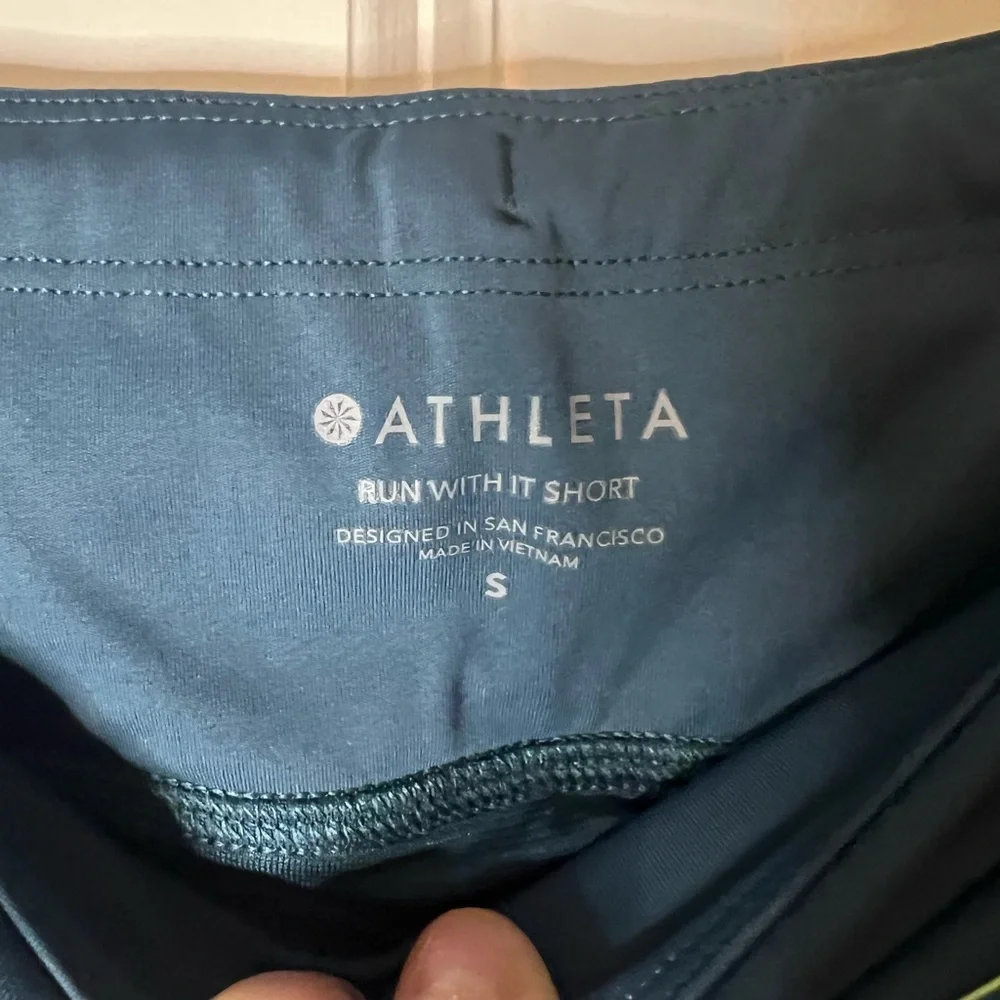 ATHLETA
RUN WITH IT SHORT
DESIGNED IN SAN FRANCISCO
MADE IN VIETNAM
S